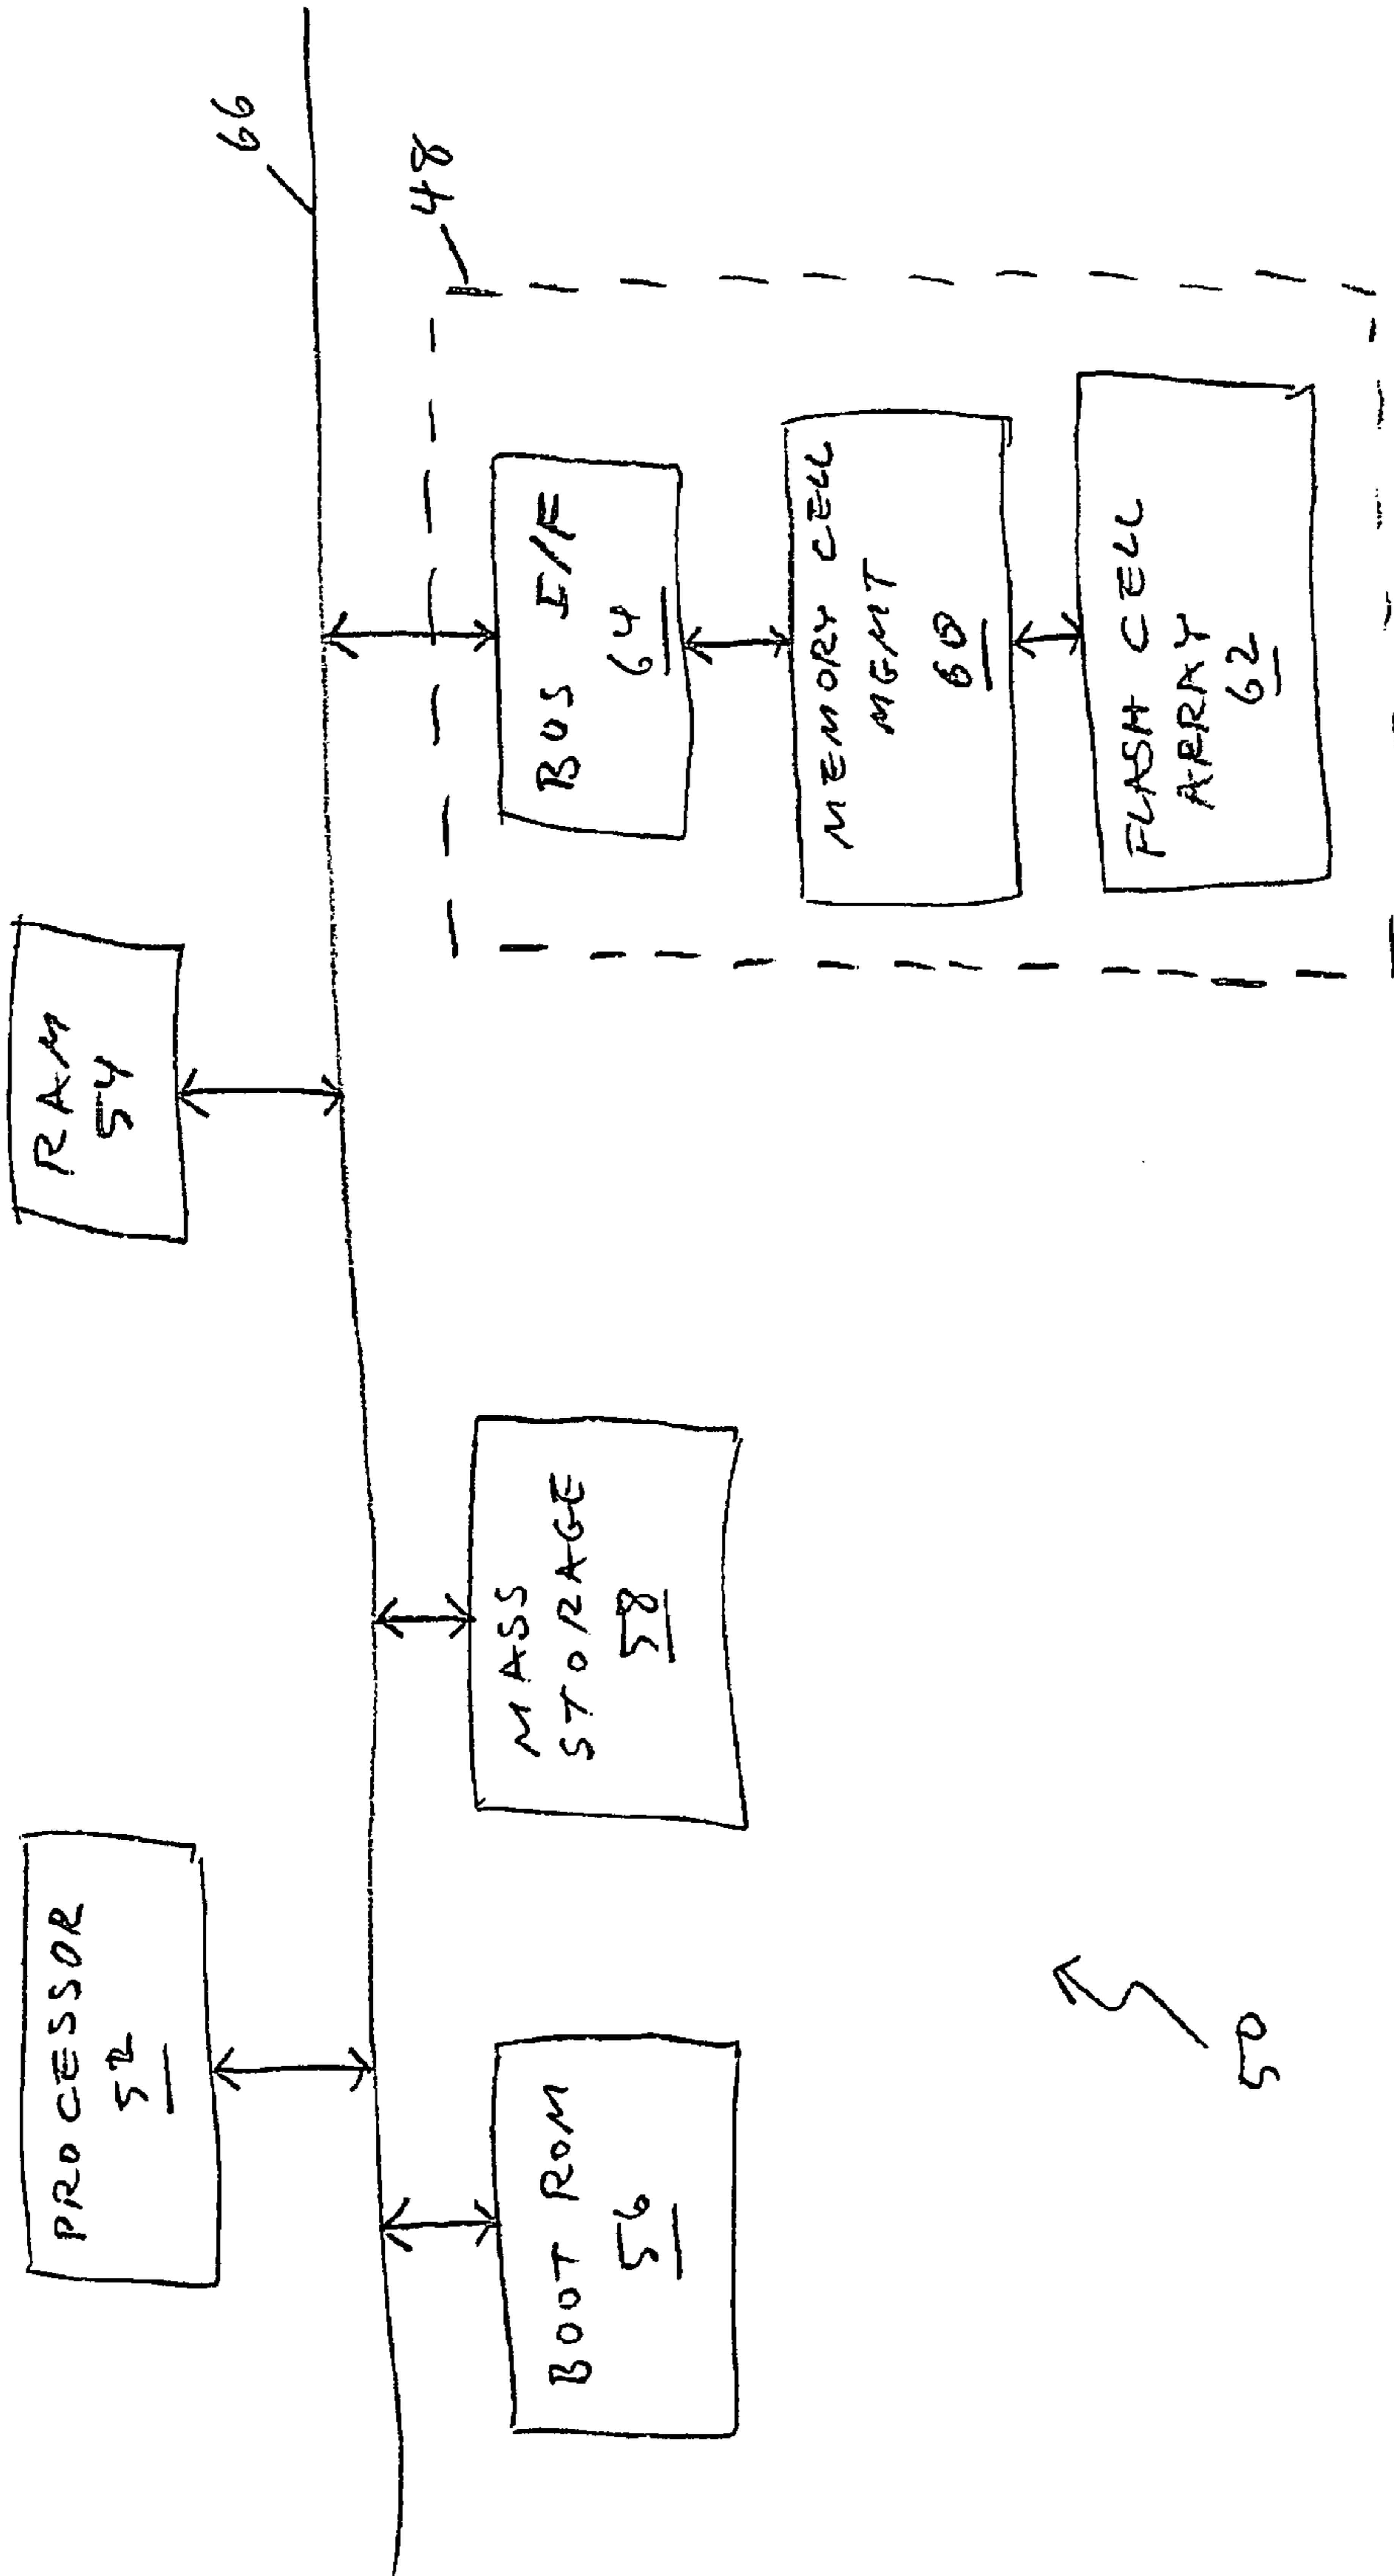 PROCESSOR
52
RAM
54
66
BOOT ROM
56
MASS
STORAGE
58
48
BUS I/F
64
MEMORY CELL
MGMT
60
FLASH CELL
ARRAY
62
50